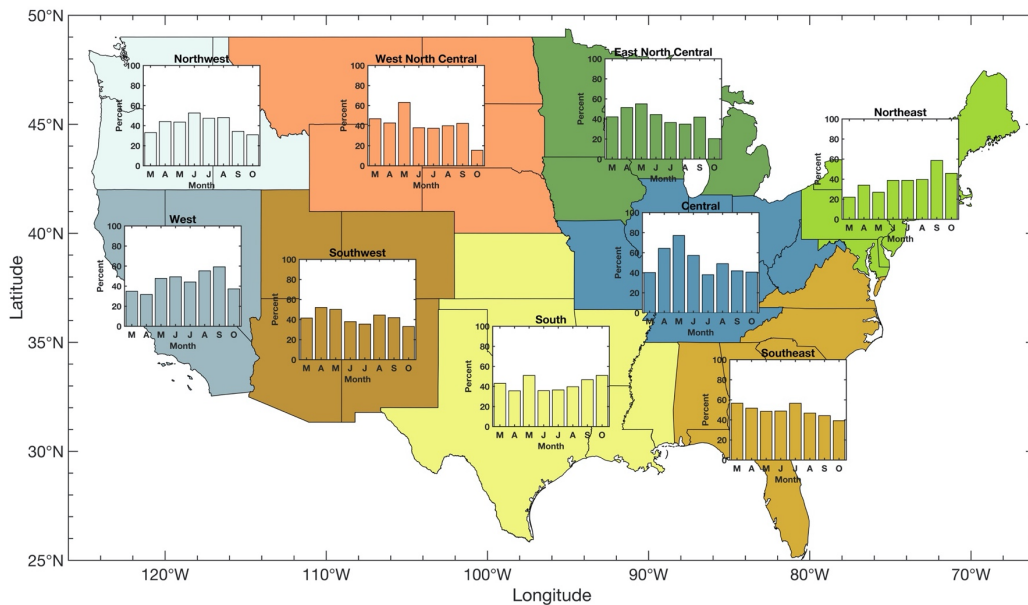 50°N
45°N
40°N
35°N
30°N
25°N
Latitude
120°W 110°W 100°W 90°W 80°W 70°W
Longitude
Northwest
100
80
60
40
20
0
Percent
M A M J J A S O
Month
West North Central
100
80
60
40
20
0
Percent
M A M J J A S O
Month
East North Central
100
80
60
40
20
0
Percent
M A M J J A S O
Month
Northeast
100
80
60
40
20
0
Percent
M A M J J A S O
Month
West
100
80
60
40
20
0
Percent
M A M J J A S O
Month
Southwest
100
80
60
40
20
0
Percent
M A M J J A S O
Month
Central
100
80
60
40
20
0
Percent
M A M J J A S O
Month
South
100
80
60
40
20
0
Percent
M A M J J A S O
Month
Southeast
100
80
60
40
20
0
Percent
M A M J J A S O
Month